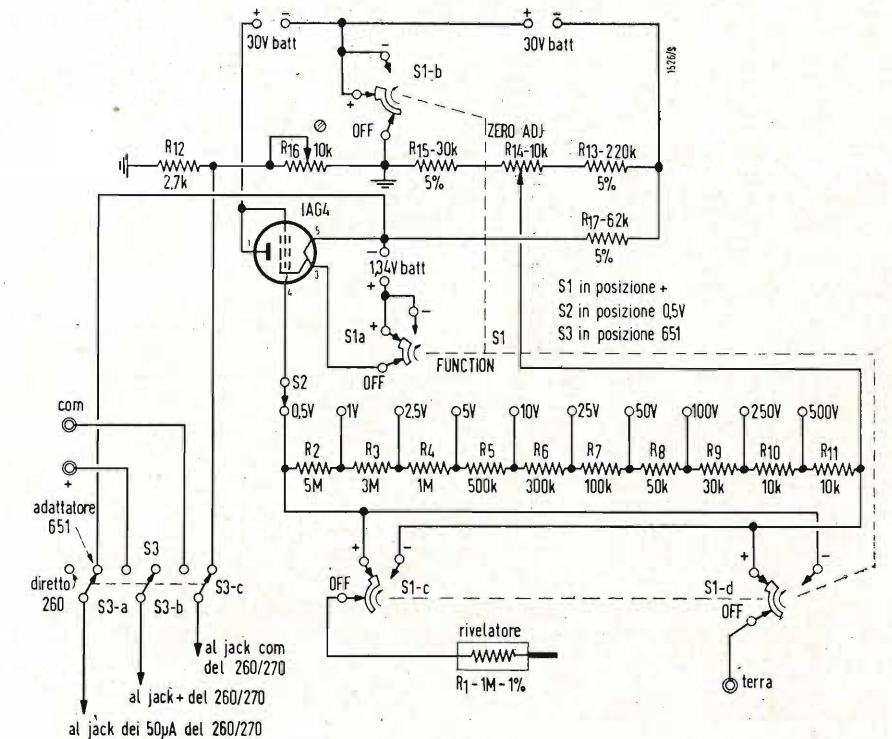 + -
30V batt
+ -
30V batt
1526/S
-
S1-b
+
OFF
ZERO ADJ
R12
2,7k
R16 10k
R15-30k
5%
R14-10k
R13-220k
5%
1AG4
1
5
3
4
R17-62k
5%
-
1,34V batt
+
S1 in posizione +
S2 in posizione 0,5V
S3 in posizione 651
+
-
S1a
S1
FUNCTION
OFF
S2
0,5V 1V 2,5V 5V 10V 25V 50V 100V 250V 500V
R2 R3 R4 R5 R6 R7 R8 R9 R10 R11
5M 3M 1M 500k 300k 100k 50k 30k 10k 10k
com
+
adattatore
651
S3
diretto
260
S3-a
S3-b
S3-c
+
-
OFF
S1-c
+
-
S1-d
OFF
rivelatore
R1-1M-1%
terra
al jack com
del 260/270
al jack+ del 260/270
al jack dei 50µA del 260/270